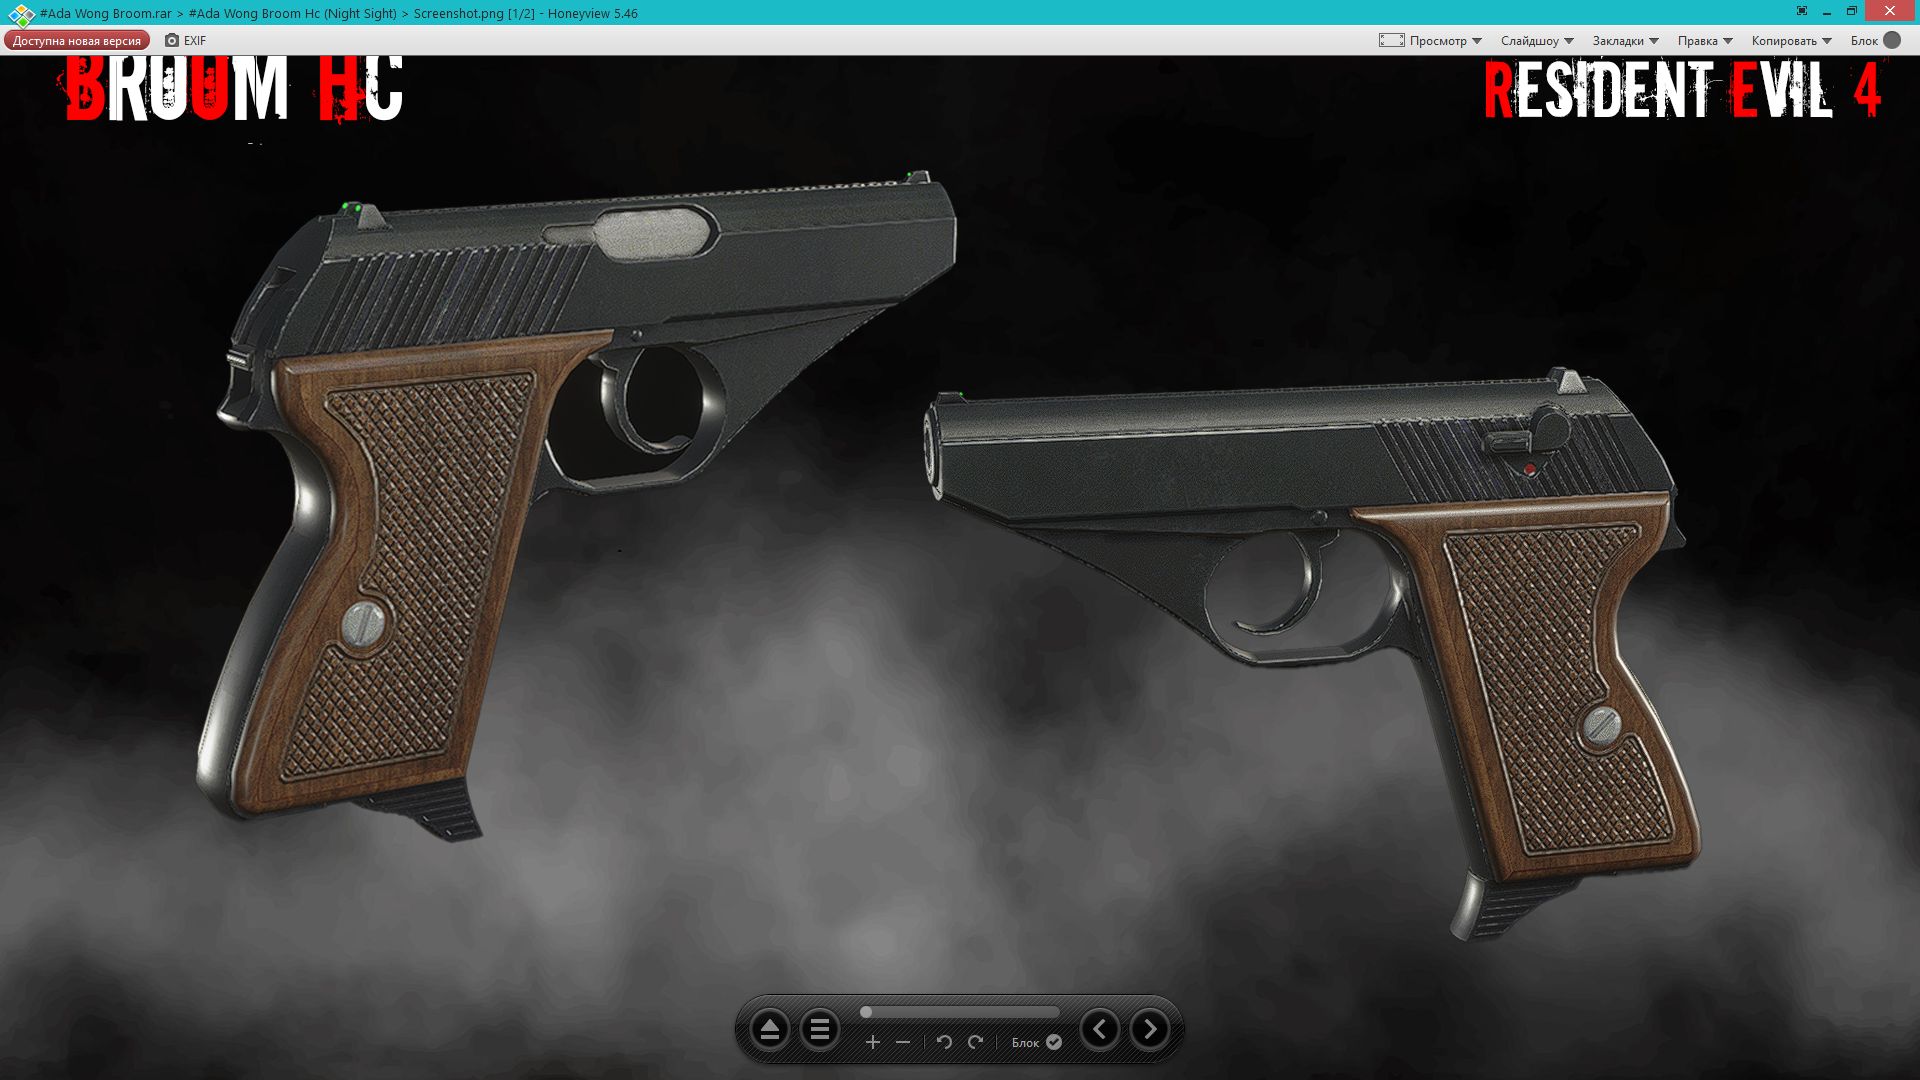 #Ada Wong Broom.rar > #Ada Wong Broom Hc (Night Sight) > Screenshot.png [1/2] - Honeyview 5.46
Доступна новая версия EXIF Просмотр Слайдшоу Закладки Правка Копировать Блок
BROOM HC RESIDENT EVIL 4
Блок